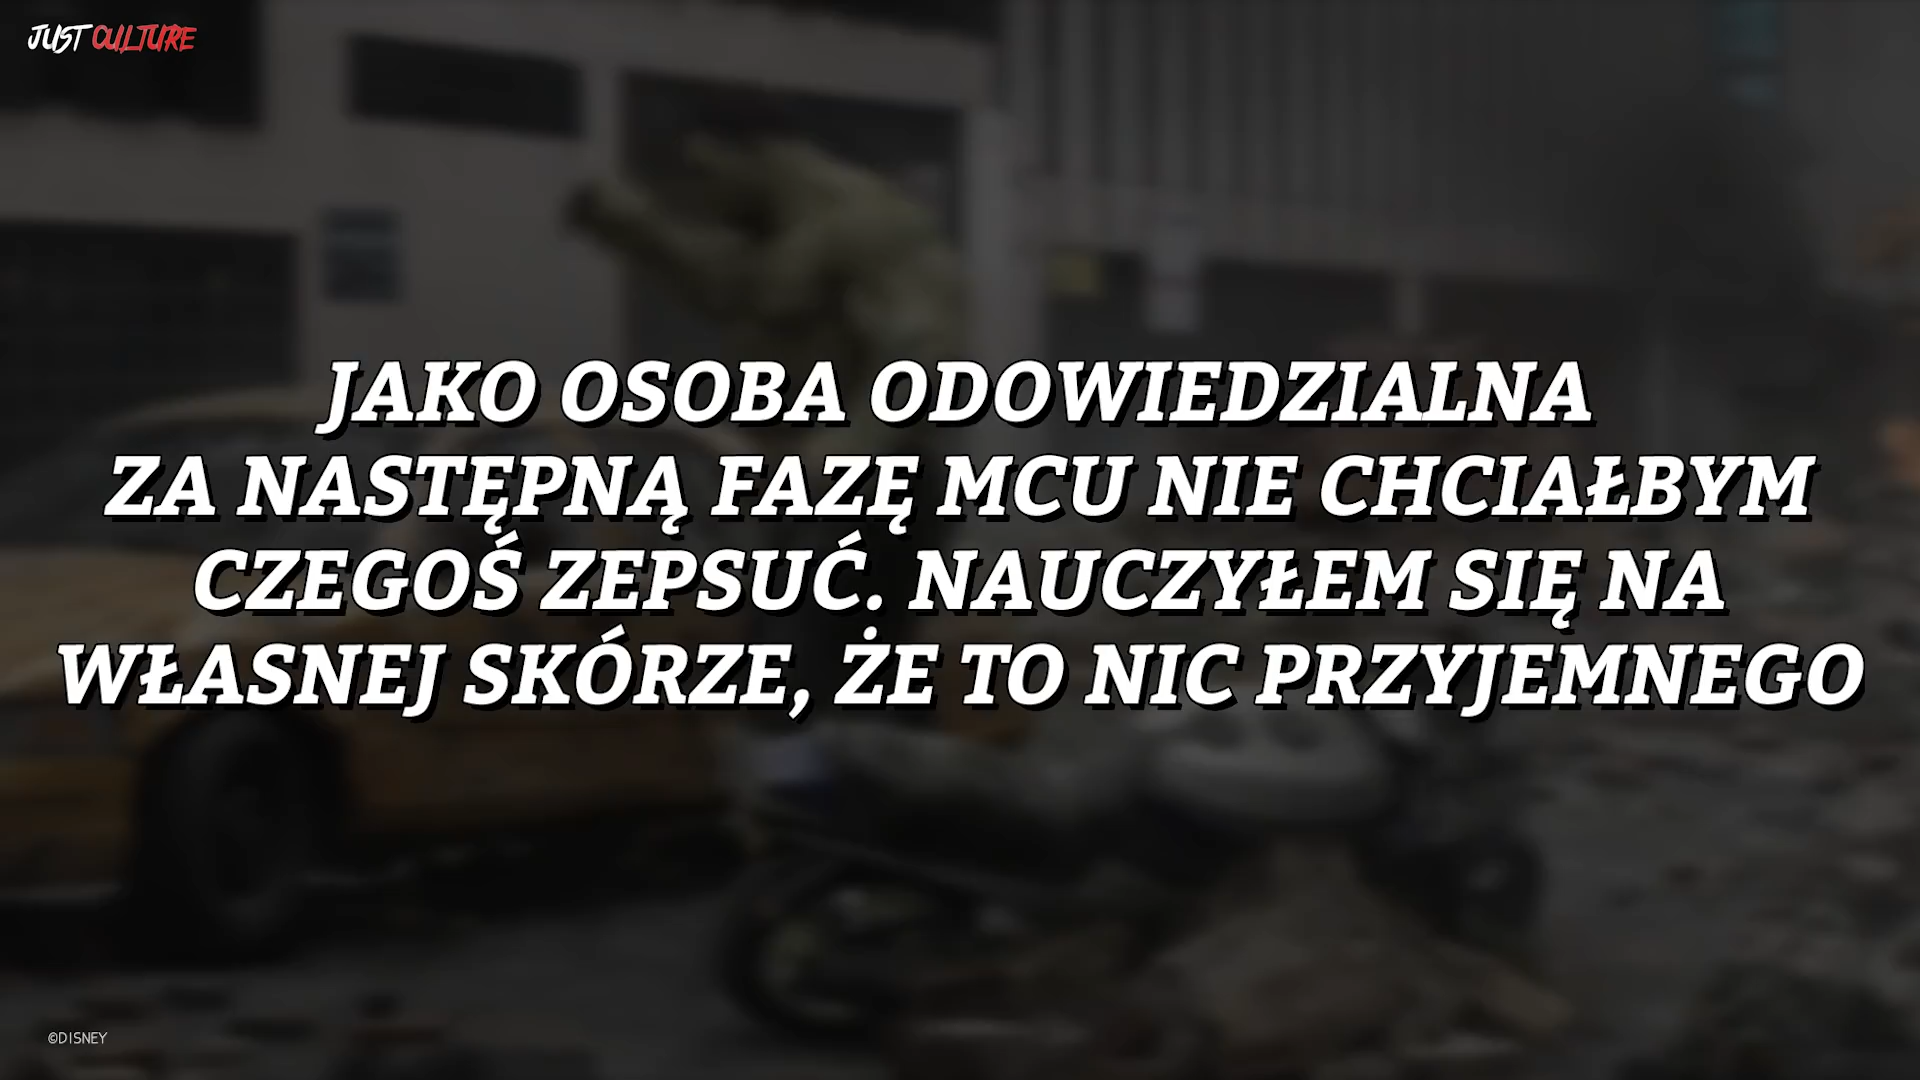 JUST CULTURE
JAKO OSOBA ODOWIEDZIALNA
ZA NASTĘPNĄ FAZĘ MCU NIE CHCIAŁBYM
CZEGOŚ ZEPSUĆ. NAUCZYŁEM SIĘ NA
WŁASNEJ SKÓRZE, ŻE TO NIC PRZYJEMNEGO
©DISNEY